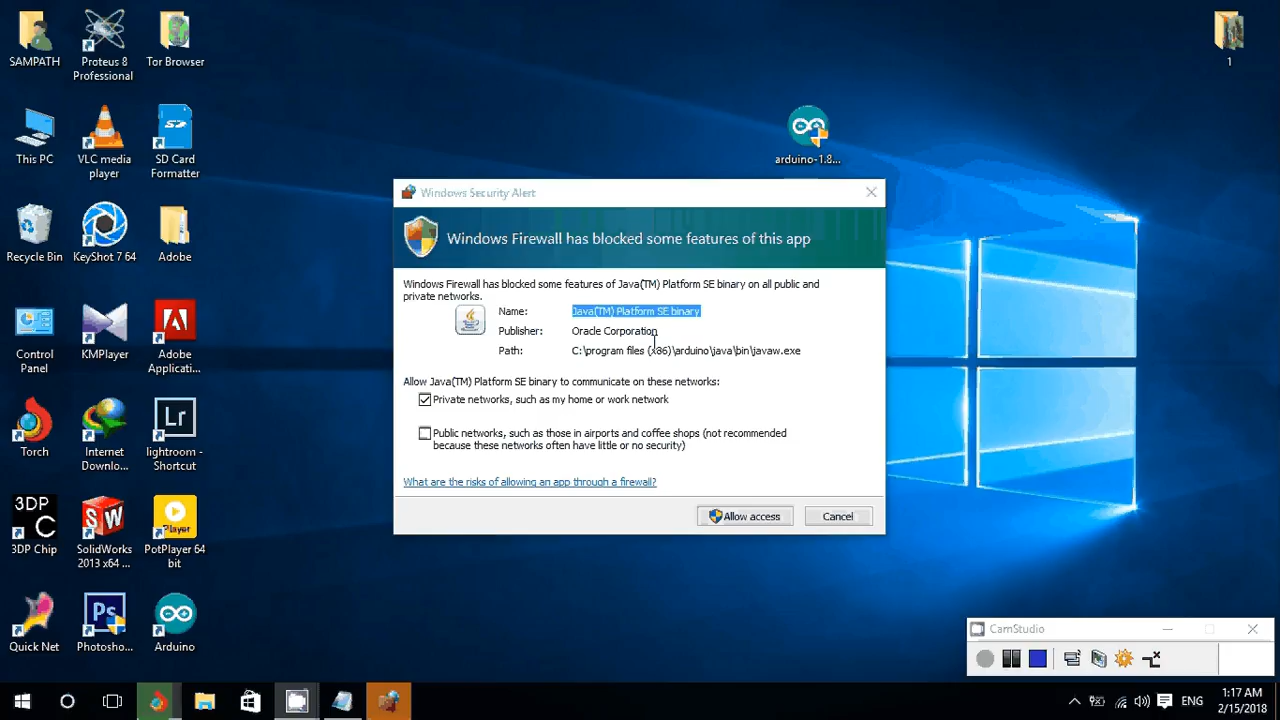 SAMPATH
Proteus 8
Professional
Tor Browser
1
This PC
VLC media
player
SD
SD Card
Formatter
arduino-1.8...
Recycle Bin
KeyShot 7 64
Adobe
Control
Panel
KMPlayer
Adobe
Applicati...
Torch
Internet
Downlo...
Lr
lightroom -
Shortcut
3DP
C
3DP Chip
SW
SolidWorks
2013 x64 ...
Player
PotPlayer 64
bit
Quick Net
Ps
Photosho...
Arduino
Windows Security Alert
Windows Firewall has blocked some features of this app
Windows Firewall has blocked some features of Java(TM) Platform SE binary on all public and
private networks.
Name: Java(TM) Platform SE binary
Publisher: Oracle Corporation
Path: C:\program files (x86)\arduino\java\bin\javaw.exe
Allow Java(TM) Platform SE binary to communicate on these networks:
Private networks, such as my home or work network
Public networks, such as those in airports and coffee shops (not recommended
because these networks often have little or no security)
What are the risks of allowing an app through a firewall?
Allow access
Cancel
CamStudio
ENG
1:17 AM
2/15/2018